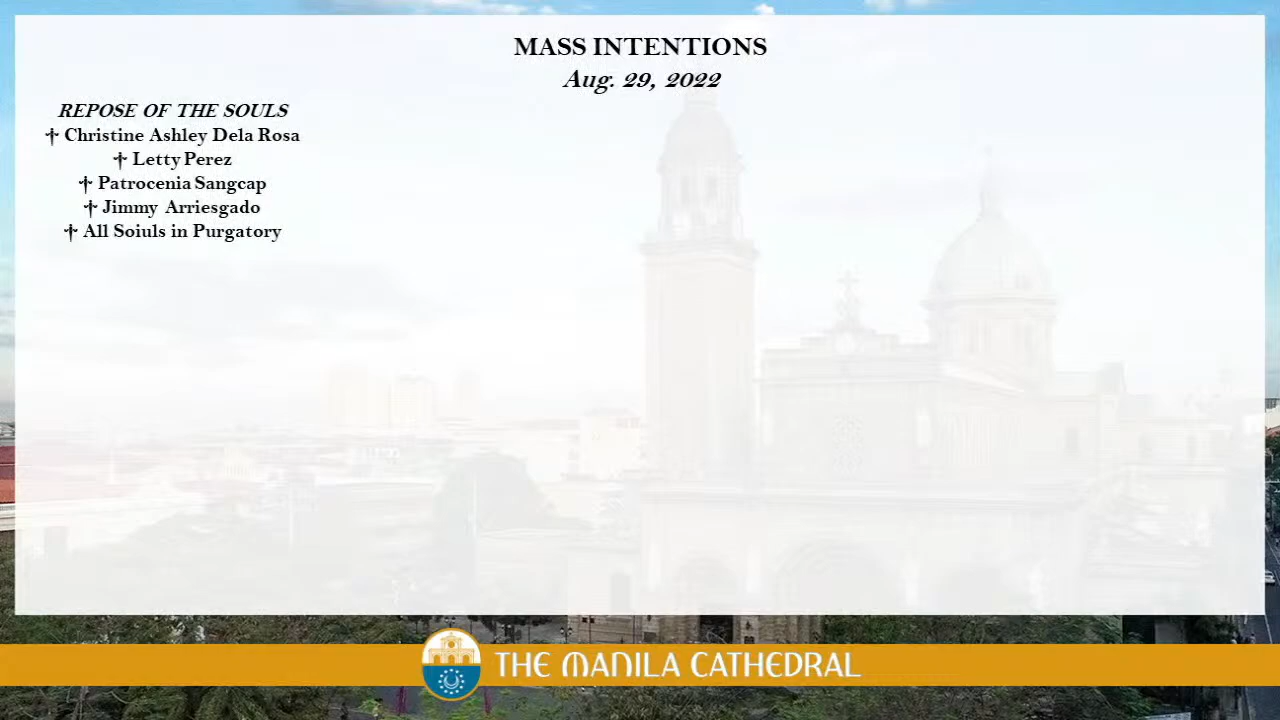 MASS INTENTIONS
Aug. 29, 2022
REPOSE OF THE SOULS
✝ Christine Ashley Dela Rosa
✝ Letty Perez
✝ Patrocenia Sangcap
✝ Jimmy Arriesgado
✝ All Soiuls in Purgatory
THE MANILA CATHEDRAL